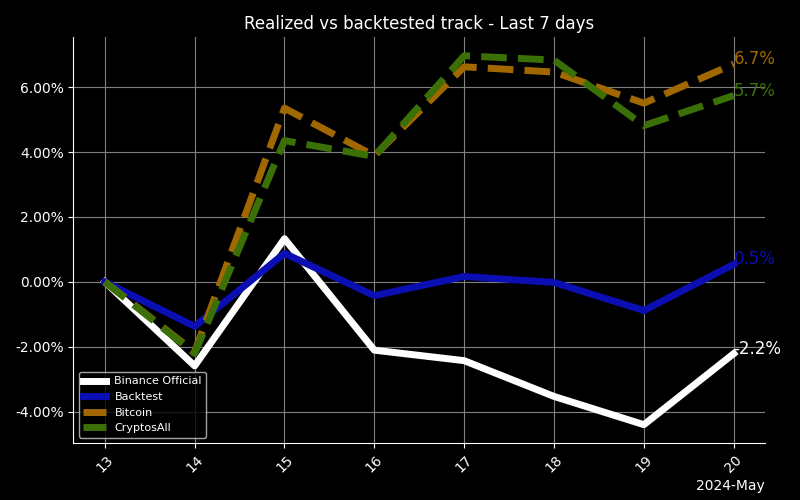 Realized vs backtested track - Last 7 days
6.7%
5.7%
6.00%
4.00%
2.00%
0.5%
0.00%
-2.2%
-2.00%
-4.00%
Binance Official
Backtest
Bitcoin
CryptosAll
13 14 15 16 17 18 19 20
2024-May